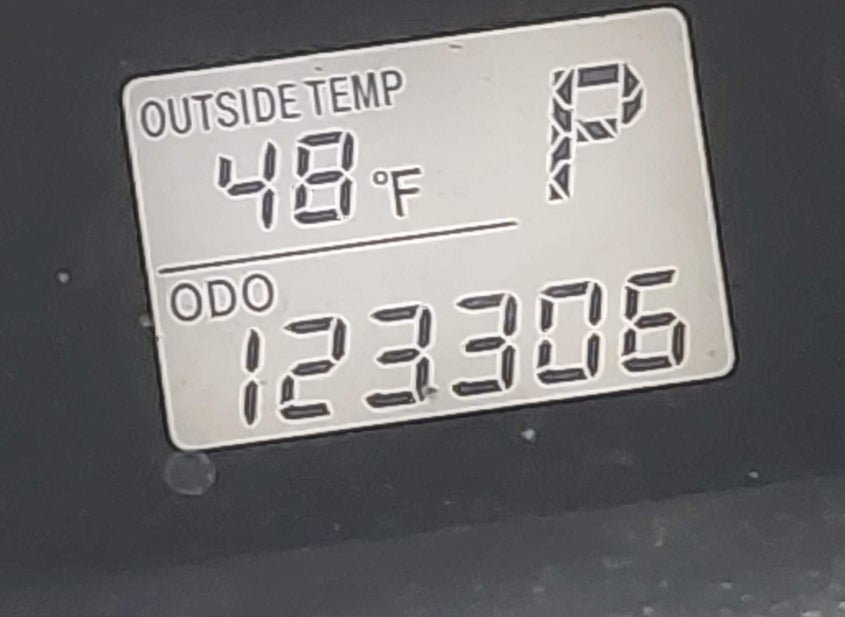 OUTSIDE TEMP
48°F
P
ODO
123306